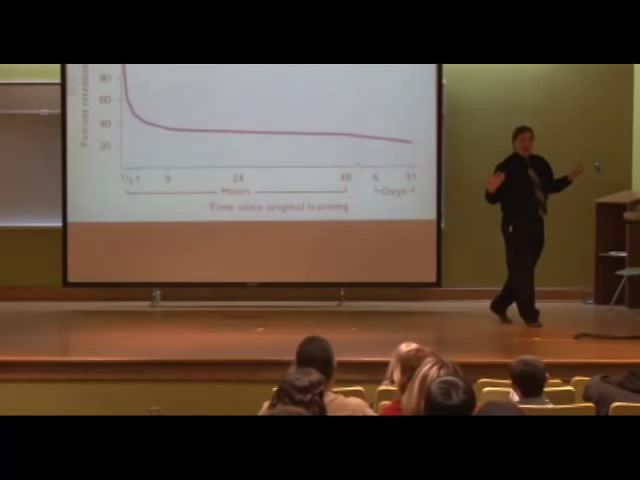 Percent retention
80
60
40
20
1 9 24 48 6 31
Hours Days
Time since original learning